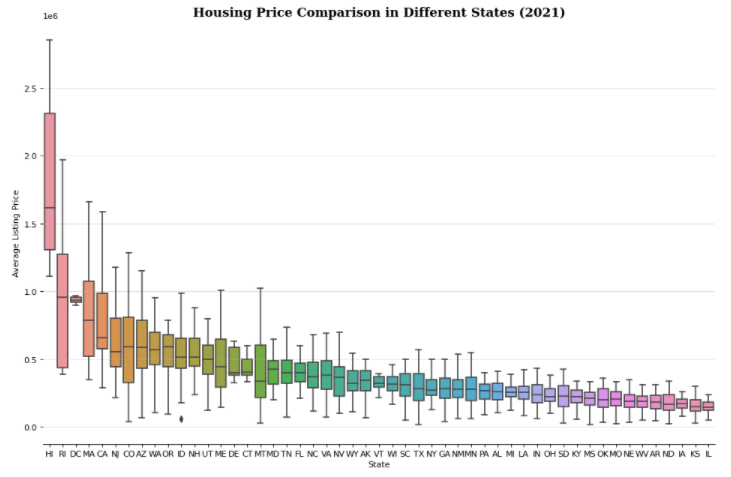 Housing Price Comparison in Different States (2021)
1e6
2.5
2.0
1.5
1.0
0.5
0.0
Average Listing Price
HI RI DC MA CA NJ CO AZ WA OR ID NH UT ME DE CT MT MD TN FL NC VA NV WY AK VT WI SC TX NY GA NM MN PA AL MI LA IN OH SD KY MS OK MO NE WV AR ND IA KS IL
State